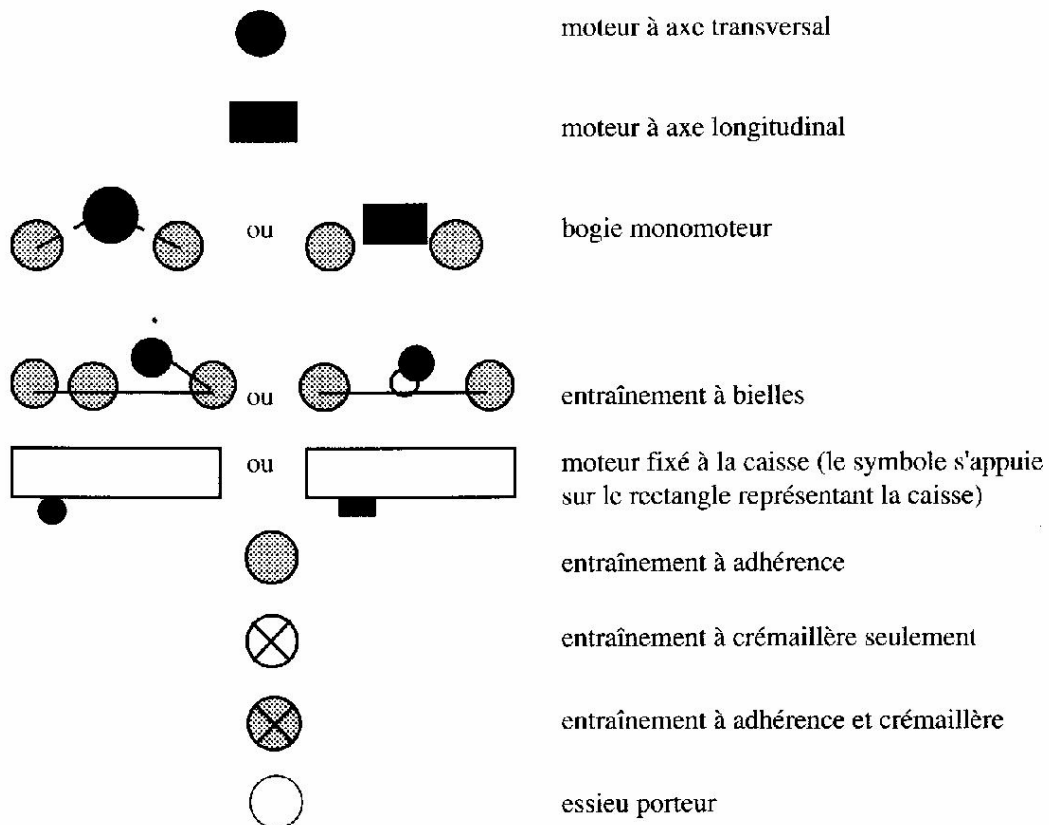 moteur à axe transversal
moteur à axe longitudinal
ou
bogie monomoteur
ou
entraînement à bielles
ou
moteur fixé à la caisse (le symbole s'appuie
sur le rectangle représentant la caisse)
entraînement à adhérence
entraînement à crémaillère seulement
entraînement à adhérence et crémaillère
essieu porteur